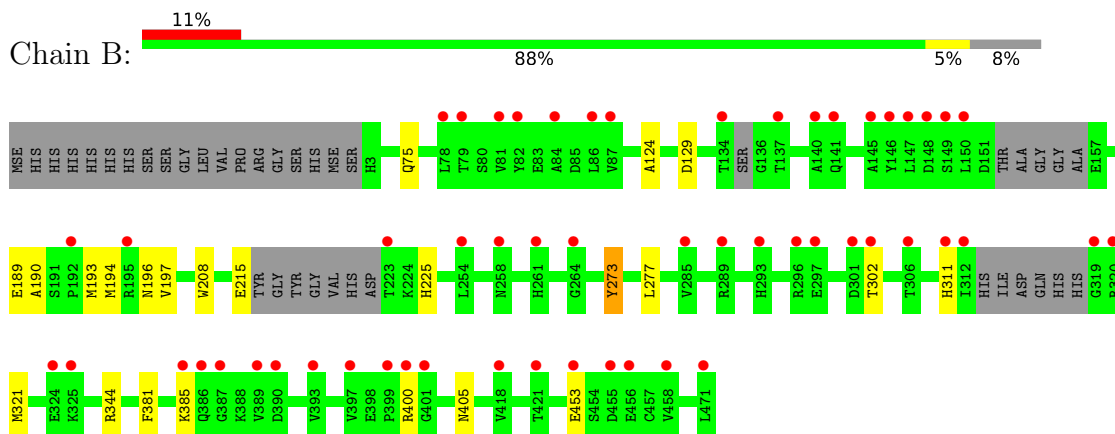 11%
Chain B:
88% 5% 8%
MSE HIS HIS HIS HIS HIS HIS SER SER GLY LEU VAL PRO ARG GLY SER HIS MSE SER H3 Q75 L78 T79 S80 V81 Y82 E83 A84 D85 L86 V87 A124 D129 T134 SER G136 T137 A140 Q141 A145 Y146 L147 D148 S149 L150 D151 THR ALA GLY GLY ALA E157
E189 A190 S191 P192 M193 M194 R195 N196 V197 W208 E215 TYR GLY TYR GLY VAL HIS ASP T223 K224 H225 L254 N258 H261 G264 Y273 L277 V285 R289 H293 R296 E297 D301 T302 T306 H311 I312 HIS ILE ASP GLN HIS HIS G319 R320
M321 E324 K325 R344 F381 K385 Q386 G387 K388 V389 D390 V393 V397 E398 P399 R400 G401 N405 V418 T421 E453 S454 D455 E456 C457 V458 L471